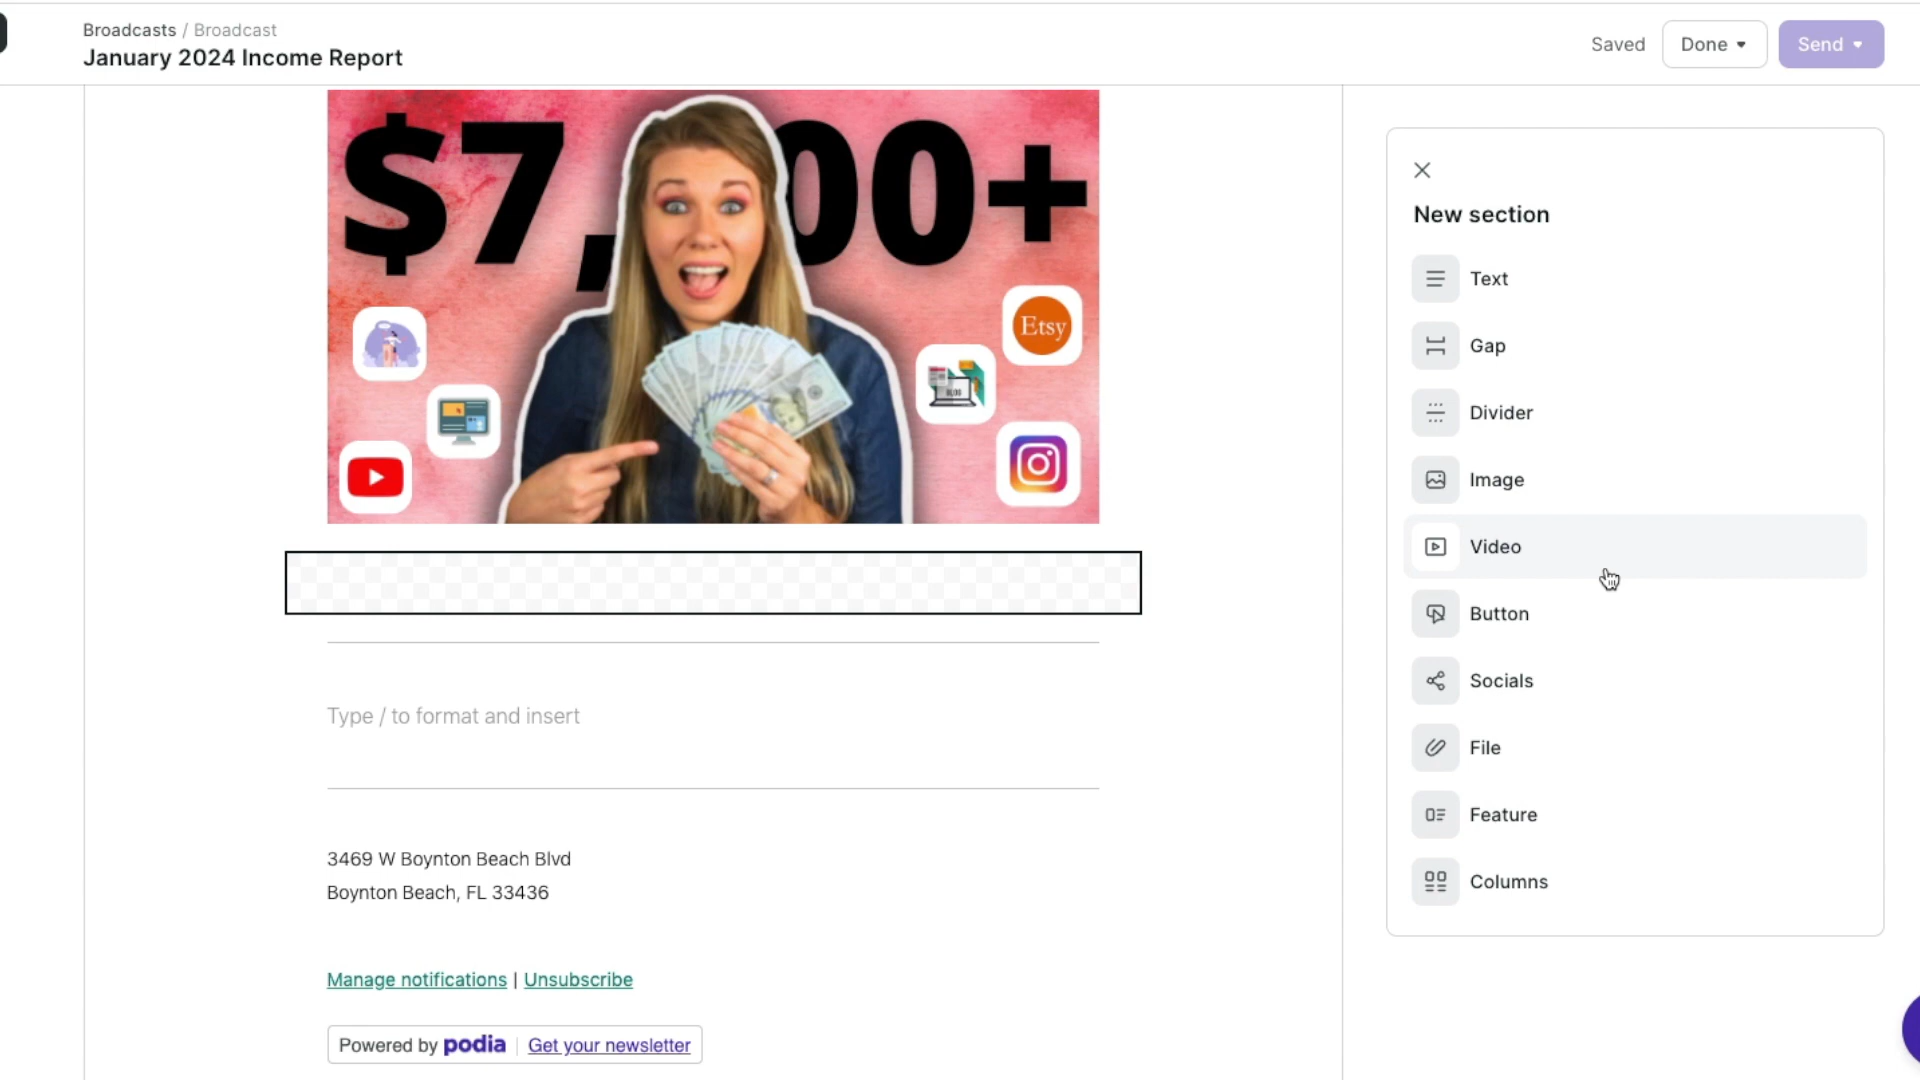 Broadcasts / Broadcast
January 2024 Income Report
Saved
Done
Send
$7, 00+
Etsy
BLOG
New section
Text
Gap
Divider
Image
Video
Button
Socials
File
Feature
Columns
Type / to format and insert
3469 W Boynton Beach Blvd
Boynton Beach, FL 33436
Manage notifications | Unsubscribe
Powered by podia | Get your newsletter